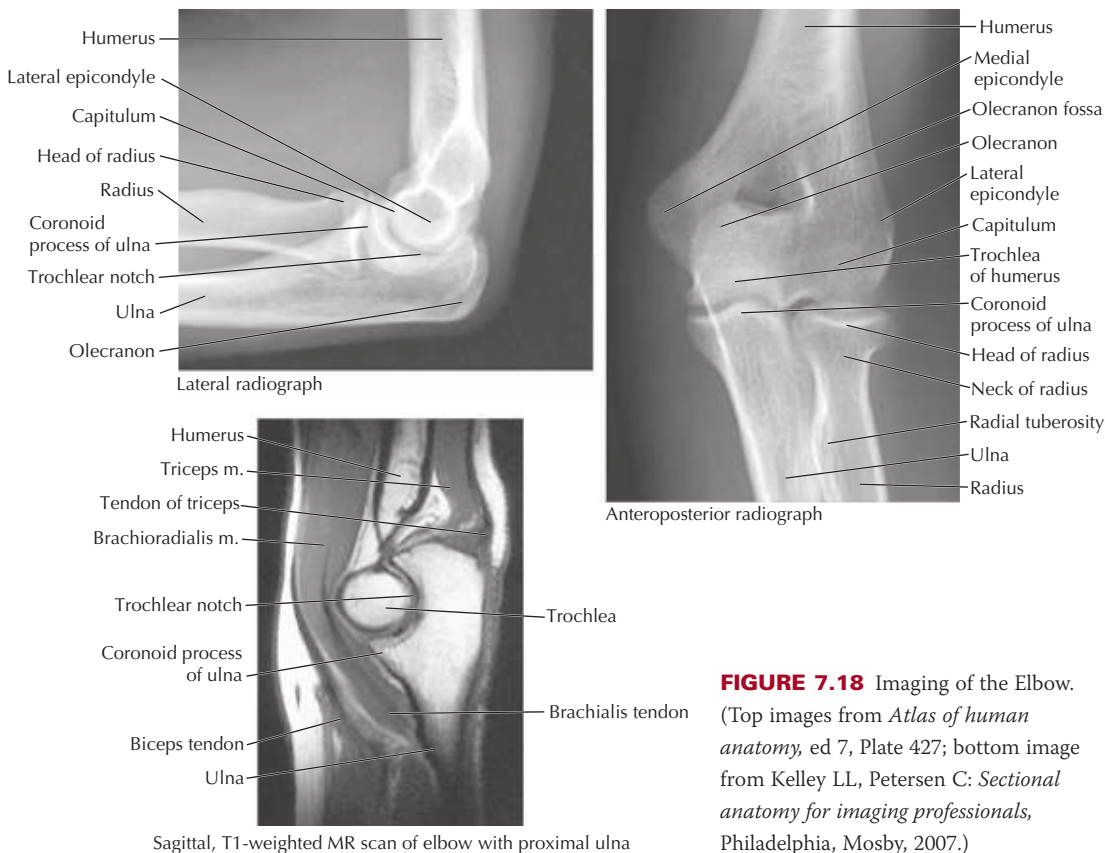 Humerus
Lateral epicondyle
Capitulum
Head of radius
Radius
Coronoid
process of ulna
Trochlear notch
Ulna
Olecranon
Lateral radiograph
Humerus
Medial
epicondyle
Olecranon fossa
Olecranon
Lateral
epicondyle
Capitulum
Trochlea
of humerus
Coronoid
process of ulna
Head of radius
Neck of radius
Radial tuberosity
Ulna
Radius
Anteroposterior radiograph
Humerus
Triceps m.
Tendon of triceps
Brachioradialis m.
Trochlear notch
Coronoid process
of ulna
Biceps tendon
Ulna
Trochlea
Brachialis tendon
Sagittal, T1-weighted MR scan of elbow with proximal ulna
FIGURE 7.18 Imaging of the Elbow.
(Top images from Atlas of human
anatomy, ed 7, Plate 427; bottom image
from Kelley LL, Petersen C: Sectional
anatomy for imaging professionals,
Philadelphia, Mosby, 2007.)